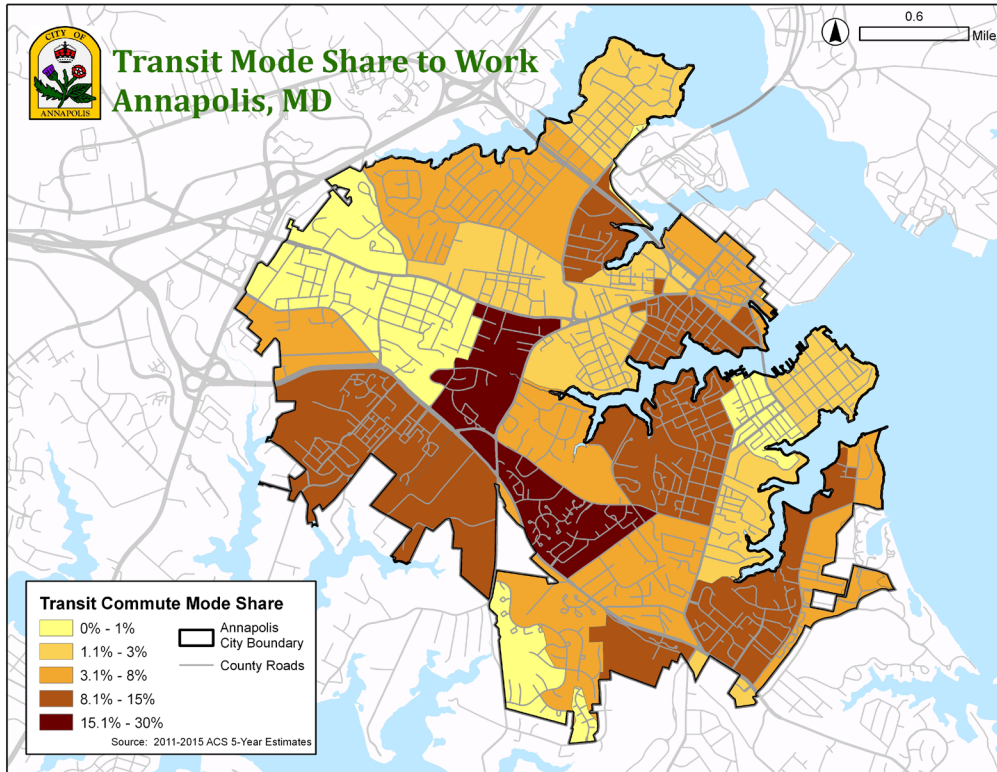 CITY OF
ANNAPOLIS
Transit Mode Share to Work
Annapolis, MD
0.6
Mile
Transit Commute Mode Share
0% - 1%
1.1% - 3%
3.1% - 8%
8.1% - 15%
15.1% - 30%
Annapolis
City Boundary
County Roads
Source: 2011-2015 ACS 5-Year Estimates